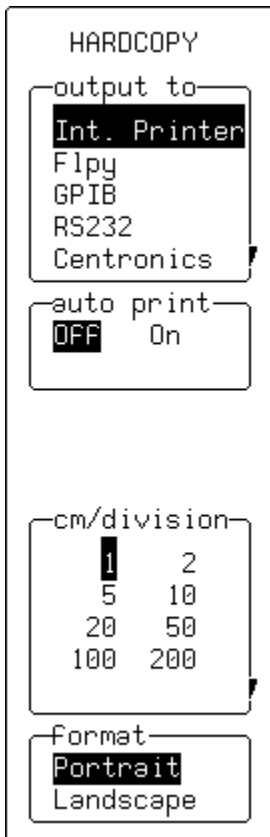 HARDCOPY
output to
Int. Printer
Flpy
GPIB
RS232
Centronics
auto print
OFF On
cm/division
1 2
5 10
20 50
100 200
format
Portrait
Landscape